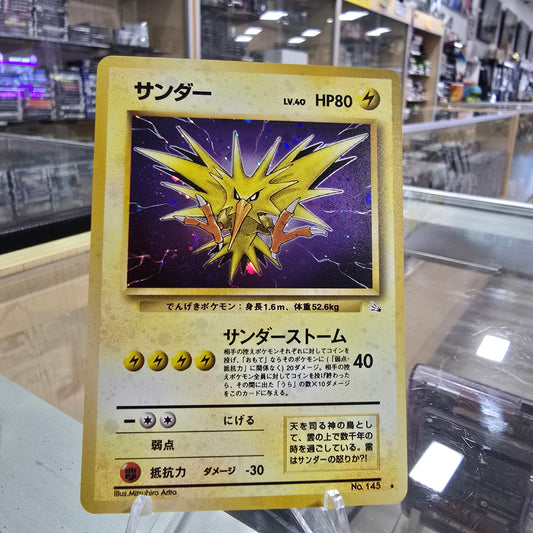 サンダー
LV.40 HP80
でんげきポケモン：身長1.6m、体重52.6kg
サンダーストーム
相手の控えポケモンそれぞれに対してコインを
投げ、「おもて」ならそのポケモンに（「弱点・
抵抗力」に関係なく）20ダメージ。相手の控
えポケモン全員に対してコインを投げ終わった
ら、その間に出た「うら」の数×10ダメージ
をこのカードに与える。
40
にげる
弱点
抵抗力 ダメージ -30
天を司る神の鳥とし
て、雲の上で数千年の
時を過ごしている。雷
はサンダーの怒りか?!
illus.Mitsuhiro Arita
No. 145